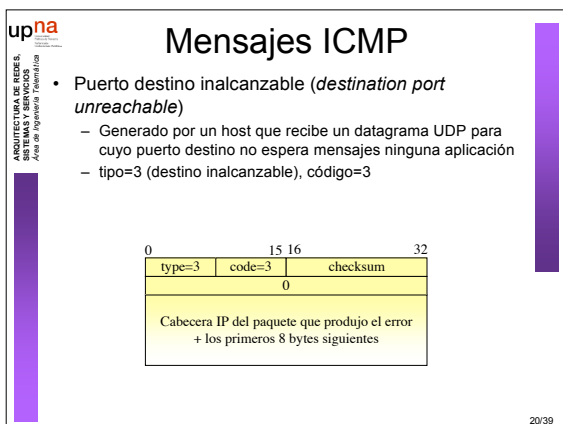 upna
ARQUITECTURA DE REDES,
SISTEMAS Y SERVICIOS
Área de Ingeniería Telemática
Mensajes ICMP
• Puerto destino inalcanzable (destination port
unreachable)
– Generado por un host que recibe un datagrama UDP para
cuyo puerto destino no espera mensajes ninguna aplicación
– tipo=3 (destino inalcanzable), código=3
0 15 16 32
type=3 code=3 checksum
0
Cabecera IP del paquete que produjo el error
+ los primeros 8 bytes siguientes
20/39